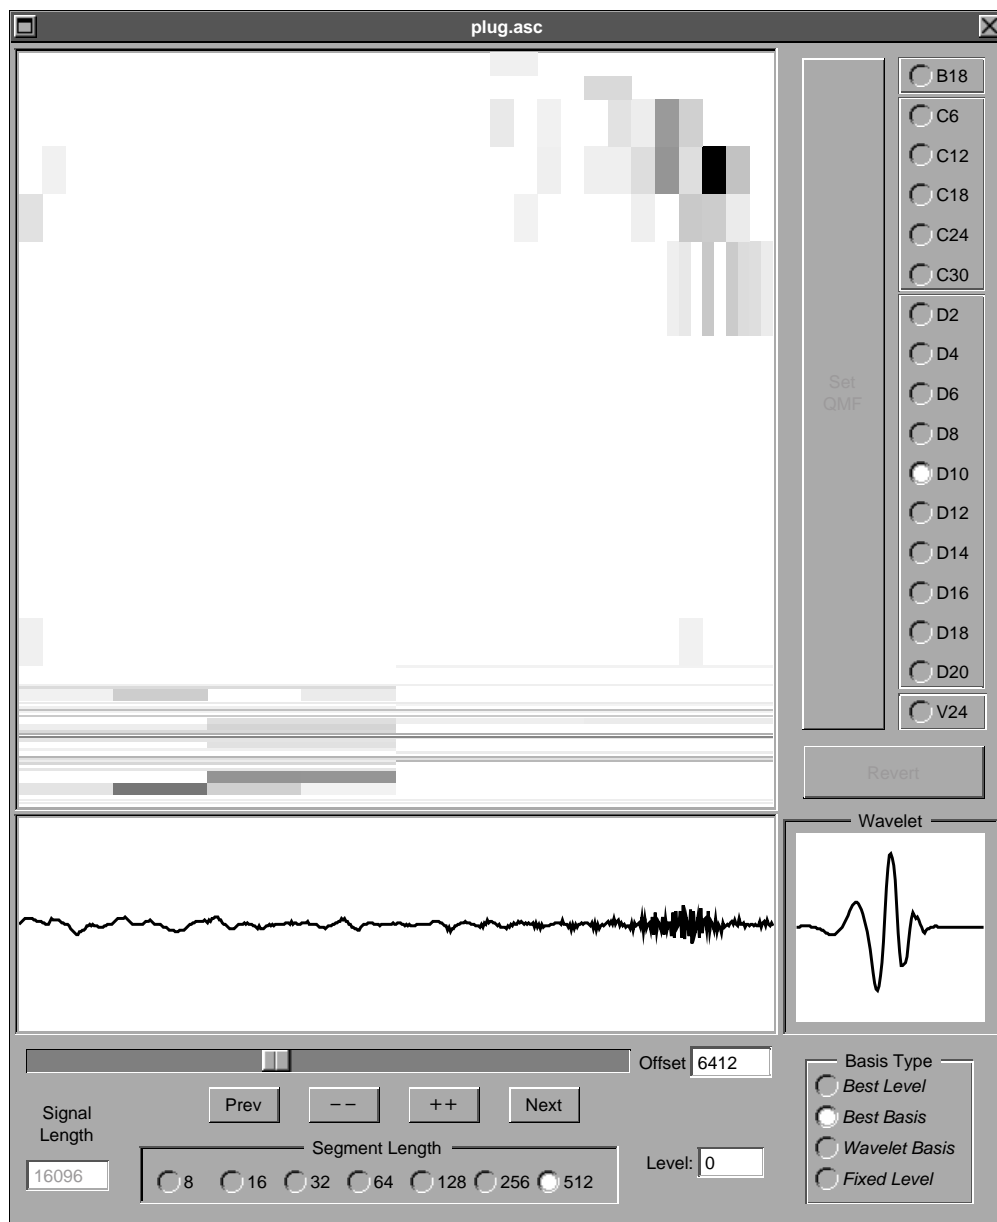 plug.asc
B18
C6
C12
C18
C24
C30
D2
D4
Set
QMF
D6
D8
D10
D12
D14
D16
D18
D20
V24
Revert
Wavelet
Offset 6412
Basis Type
Best Level
Best Basis
Wavelet Basis
Fixed Level
Prev -- ++ Next
Signal
Length
16096
Segment Length
8 16 32 64 128 256 512
Level: 0